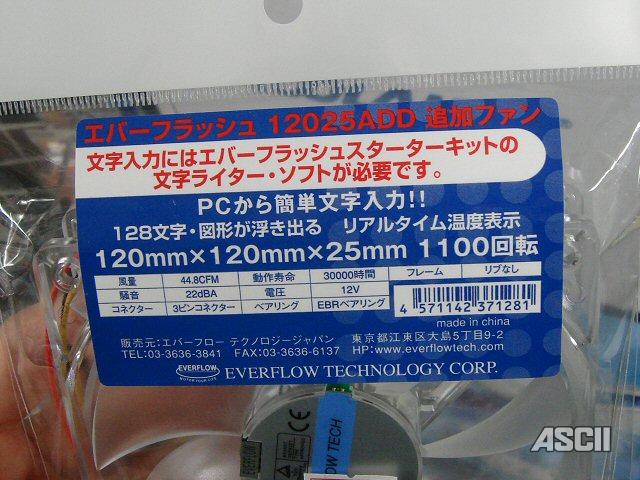 エバーフラッシュ 12025ADD 追加ファン
文字入力にはエバーフラッシュスターターキットの
文字ライター・ソフトが必要です。
PCから簡単文字入力!!
128文字・図形が浮き出る リアルタイム温度表示
120mm×120mm×25mm 1100回転
風量 44.8CFM 動作寿命 30000時間 フレーム リブなし
騒音 22dBA 電圧 12V
コネクター 3ピンコネクター ベアリング EBRベアリング
4 571142 371281
made in china
販売元:エバーフロー テクノロジージャパン 東京都江東区大島5丁目9-2
TEL:03-3636-3841 FAX:03-3636-6137 HP:www.everflowtech.com
EVERFLOW
EVERFLOW TECHNOLOGY CORP.
CE
OW TECH
ASCII